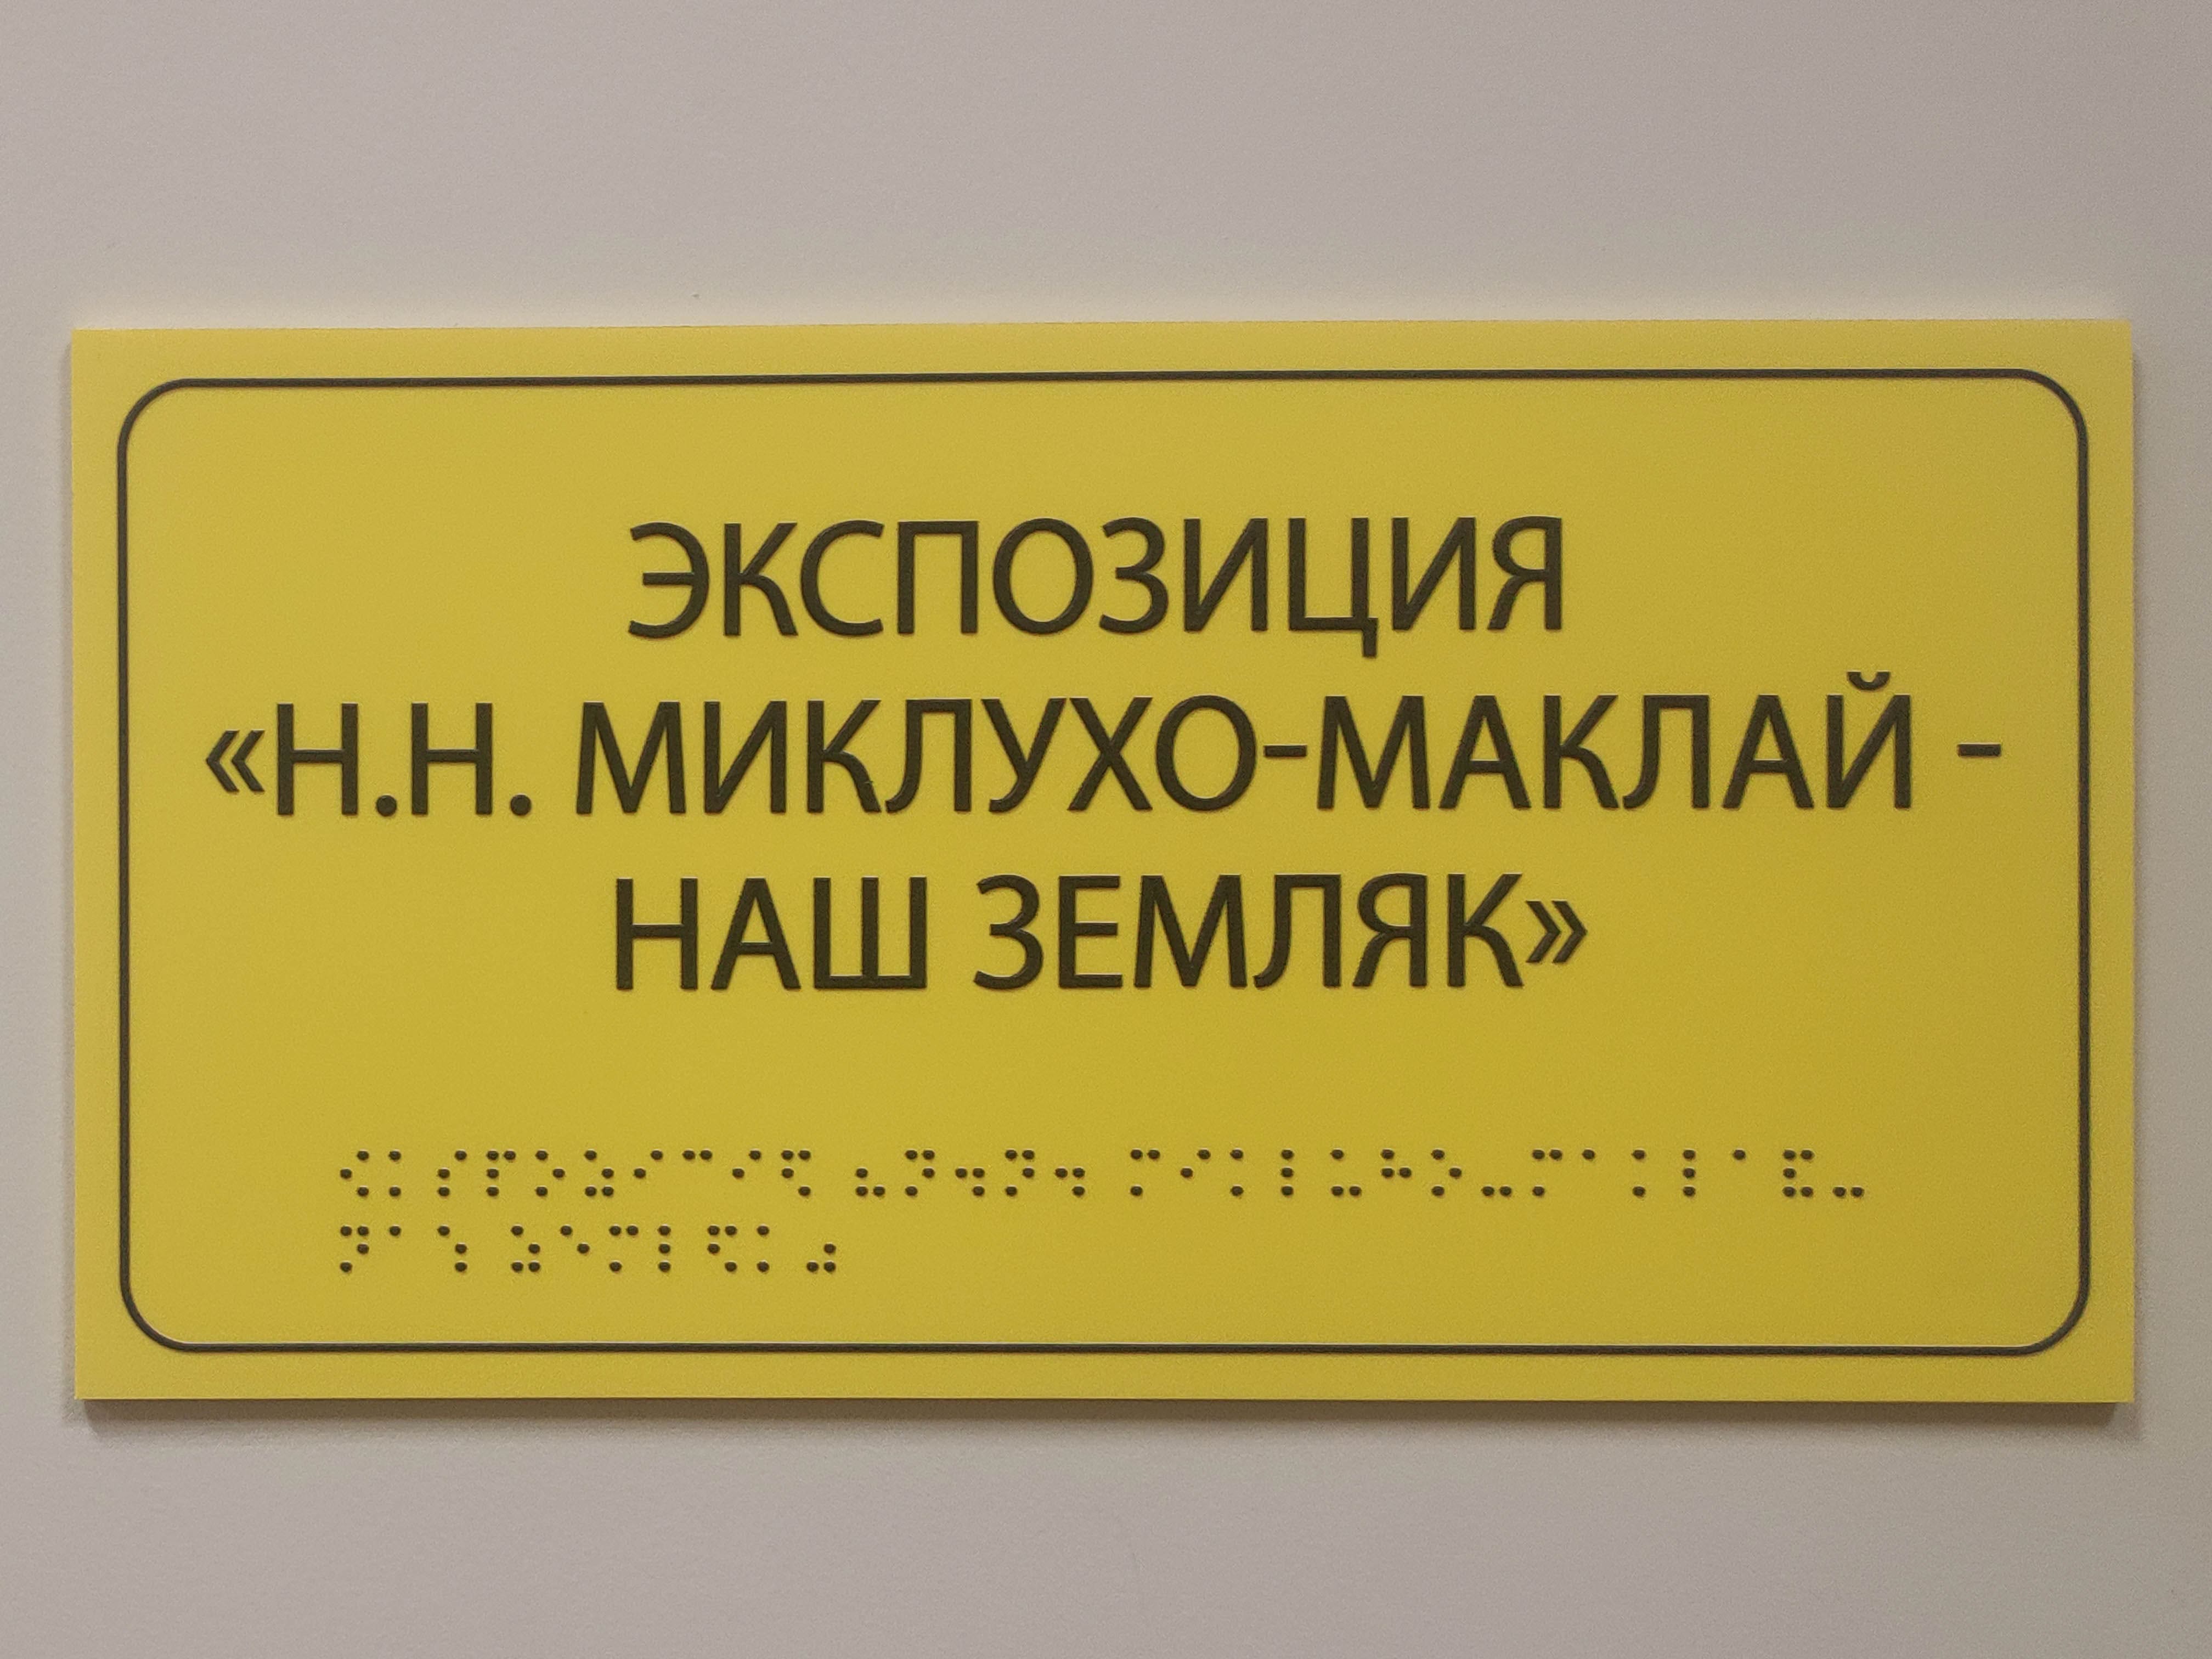 ЭКСПОЗИЦИЯ
«Н.Н. МИКЛУХО-МАКЛАЙ -
НАШ ЗЕМЛЯК»
⠪⠅⠎⠏⠕⠵⠊⠉⠊⠫⠀⠦⠝⠲⠝⠲⠀⠍⠊⠅⠇⠥⠓⠕⠤⠍⠁⠅⠇⠁⠯⠤
⠝⠁⠱⠀⠵⠑⠍⠇⠫⠅⠴